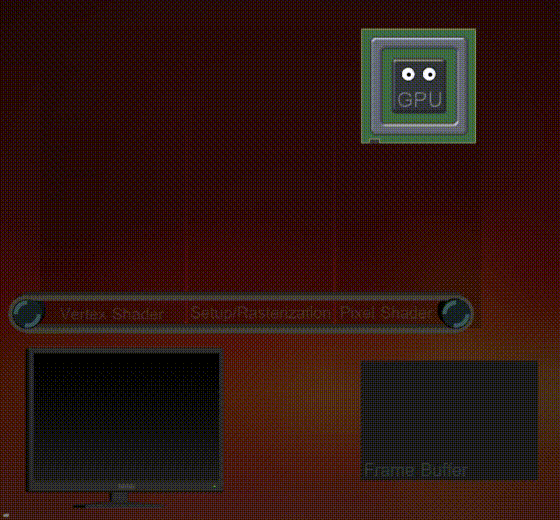 GPU
Vertex Shader
Setup/Rasterization
Pixel Shader
Frame Buffer